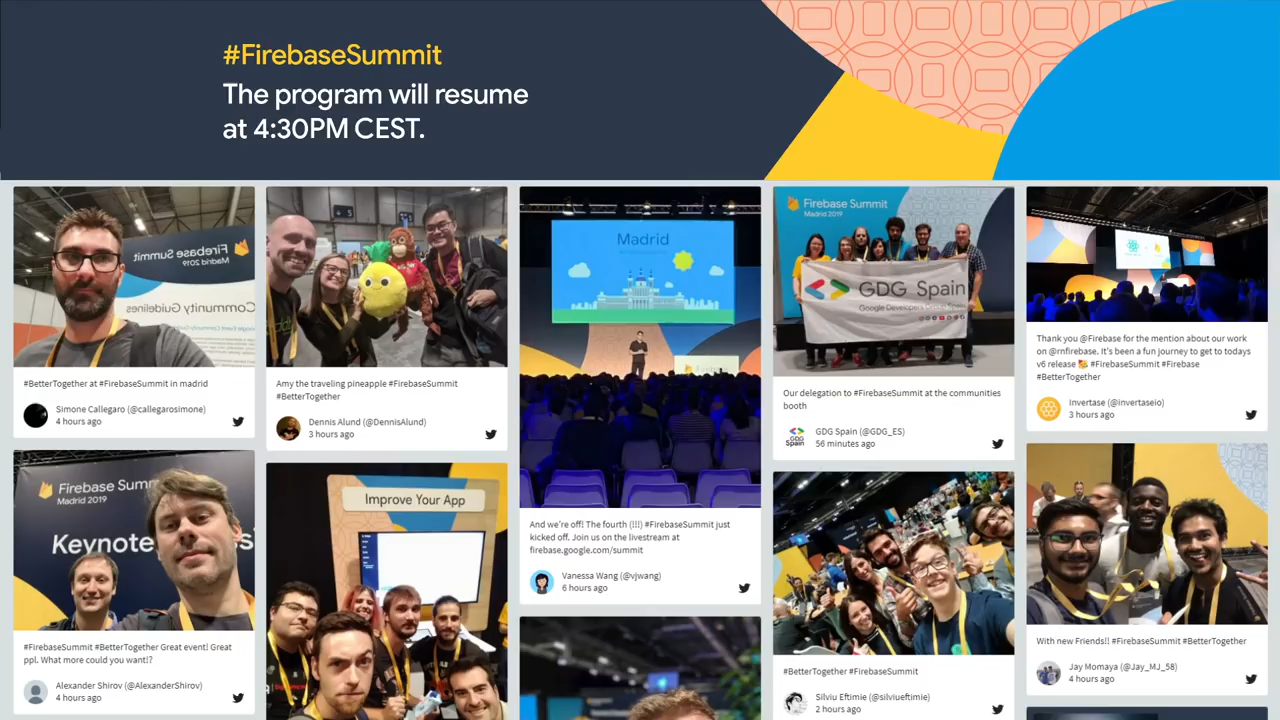 #FirebaseSummit
The program will resume
at 4:30PM CEST.
Firebase Summit
Madrid 2019
Community Guidelines
#BetterTogether at #FirebaseSummit in madrid
Simone Callegaro (@callegarosimone)
4 hours ago
Firebase Summ
Madrid 2019
Keynote
s
#FirebaseSummit #BetterTogether Great event! Great
ppl. What more could you want!?
Alexander Shirov (@AlexanderShirov)
4 hours ago
5
Amy the traveling pineapple #FirebaseSummit
#BetterTogether
Dennis Alund (@DennisAlund)
3 hours ago
Improve Your App
Madrid
And we're off! The fourth (!!!) #FirebaseSummit just
kicked off. Join us on the livestream at
firebase.google.com/summit
Vanessa Wang (@vjwang)
6 hours ago
Firebase Summit
Madrid 2019
GDG Spain
Google Developer Groups
Our delegation to #FirebaseSummit at the communities
booth
GDG
Spain
GDG Spain (@GDG_ES)
56 minutes ago
#BetterTogether #FirebaseSummit
Silviu Eftimie (@silviueftimie)
2 hours ago
Thank you @Firebase for the mention about our work
on @rnfirebase. It's been a fun journey to get to todays
v6 release 🥳 #FirebaseSummit #Firebase
#BetterTogether
Invertase (@invertaseio)
3 hours ago
With new Friends!! #FirebaseSummit #BetterTogether
Jay Momaya (@Jay_MJ_58)
4 hours ago